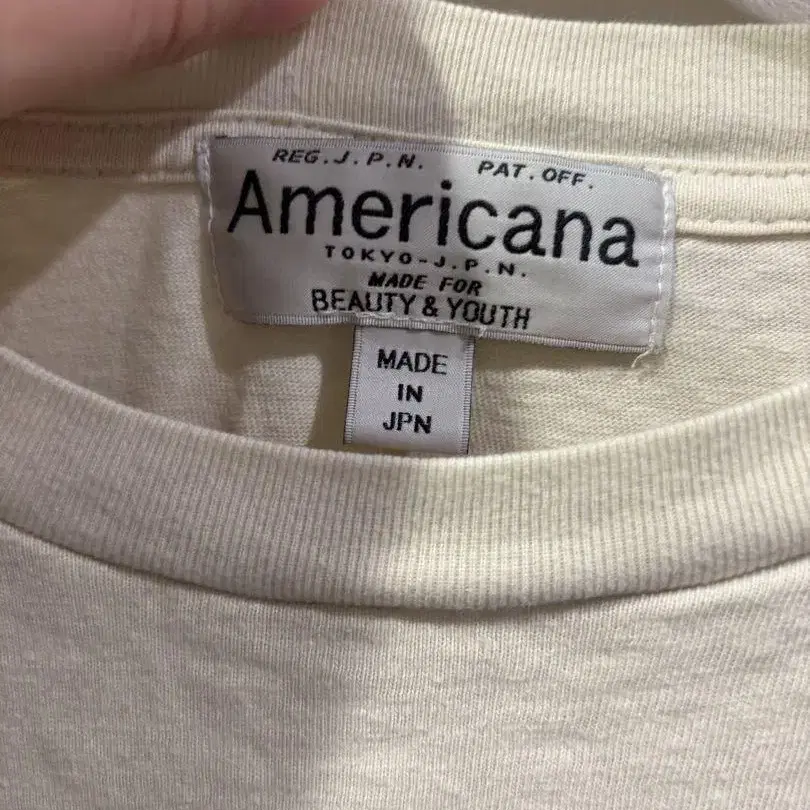 REG.J.P.N. PAT.OFF.
Americana
TOKYO-J.P.N.
MADE FOR
BEAUTY & YOUTH
MADE
IN
JPN